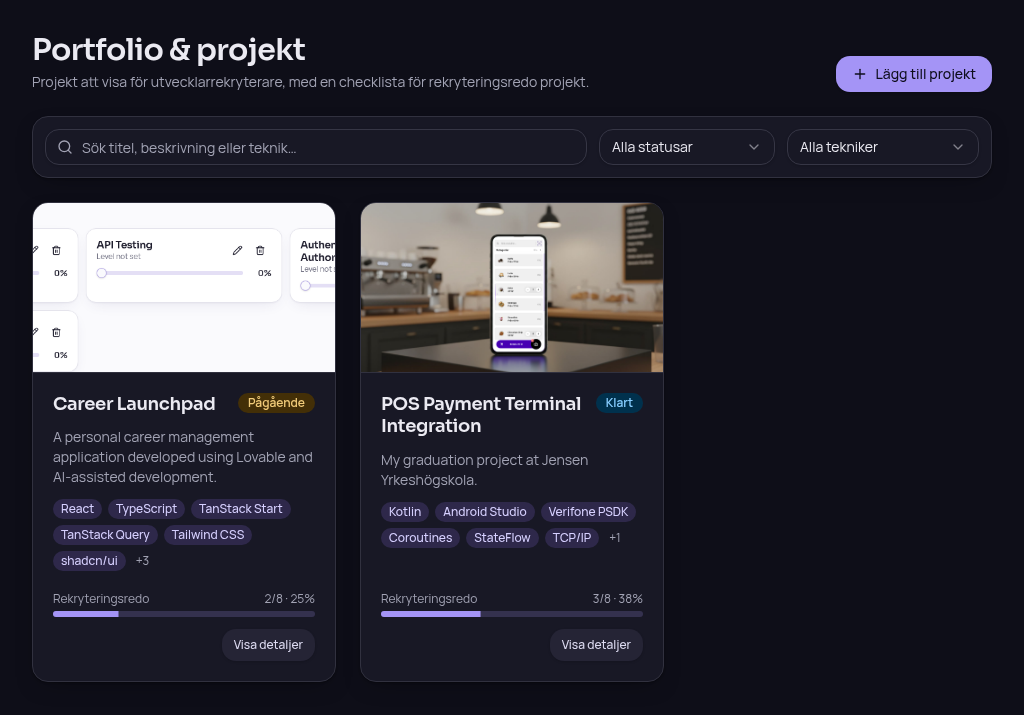 Portfolio & projekt
Projekt att visa för utvecklarrekryterare, med en checklista för rekryteringsredo projekt.
Lägg till projekt
Sök titel, beskrivning eller teknik...
Alla statusar
Alla tekniker
API Testing
Level not set
0%
0%
Level not
0%
Career Launchpad
Pågående
A personal career management
application developed using Lovable and
AI-assisted development.
React TypeScript TanStack Start
TanStack Query Tailwind CSS
shadcn/ui +3
Rekryteringsredo 2/8 · 25%
Visa detaljer
POS Payment Terminal
Integration
Klart
My graduation project at Jensen
Yrkeshögskola.
Kotlin Android Studio Verifone PSDK
Coroutines StateFlow TCP/IP +1
Rekryteringsredo 3/8 · 38%
Visa detaljer